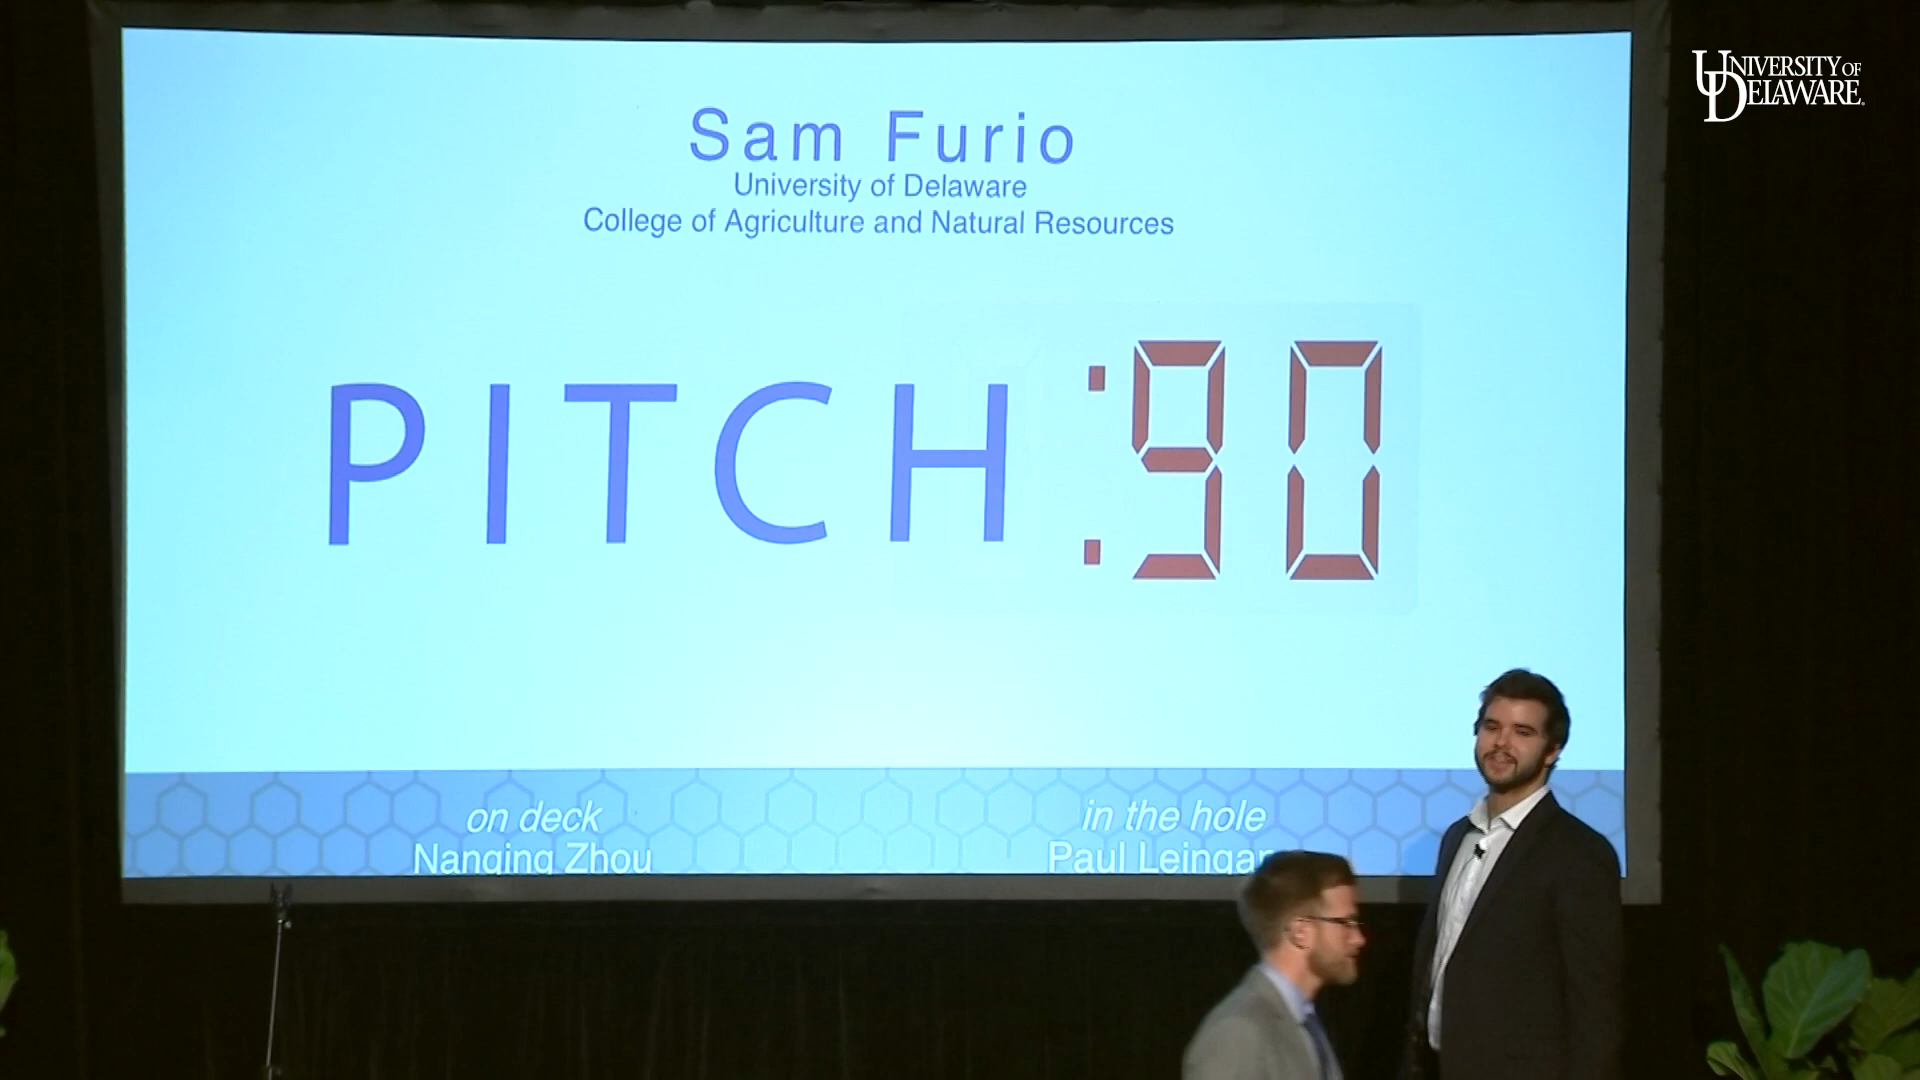 UNIVERSITY OF
DELAWARE
Sam Furio
University of Delaware
College of Agriculture and Natural Resources
PITCH :90
on deck
in the hole
Nanqing Zhou
Paul